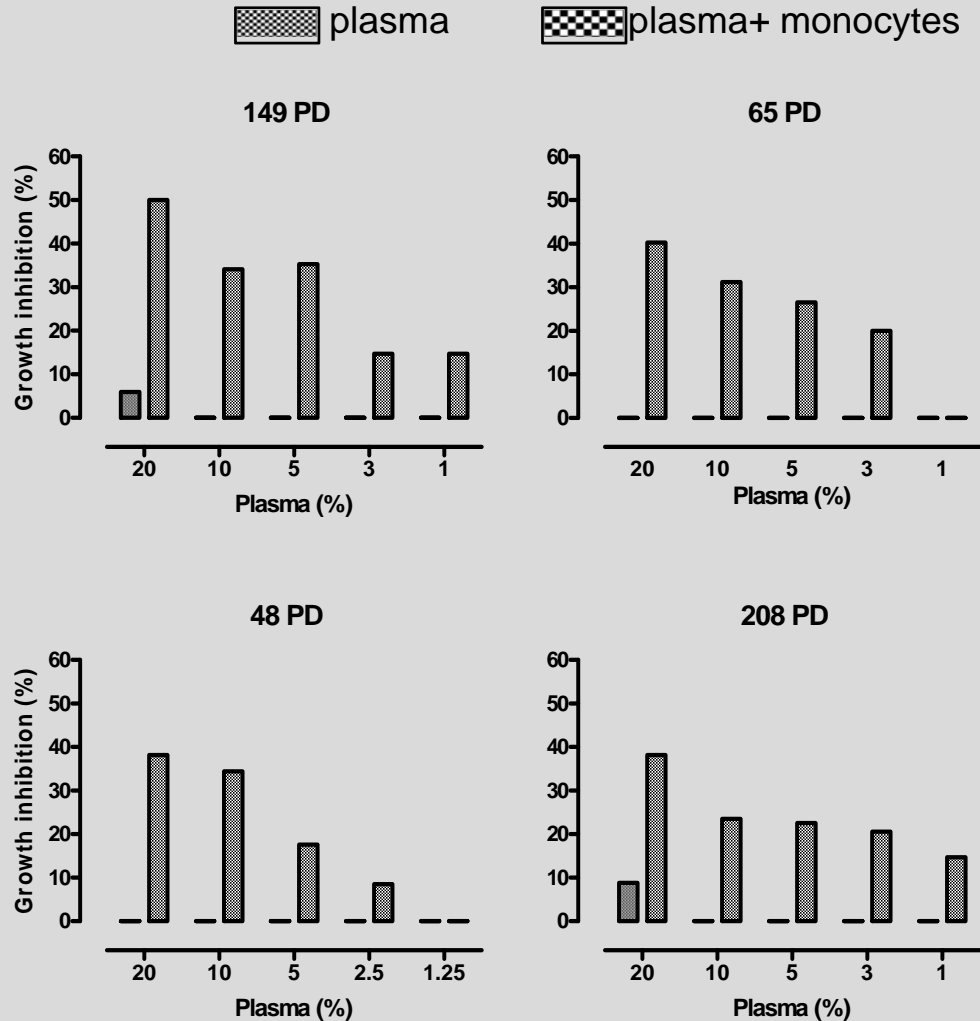 plasma plasma+ monocytes
149 PD
60
50
40
30
20
10
0
Growth inhibition (%)
20 10 5 3 1
Plasma (%)
65 PD
60
50
40
30
20
10
0
20 10 5 3 1
Plasma (%)
48 PD
60
50
40
30
20
10
0
Growth inhibition (%)
20 10 5 2.5 1.25
Plasma (%)
208 PD
60
50
40
30
20
10
0
20 10 5 3 1
Plasma (%)